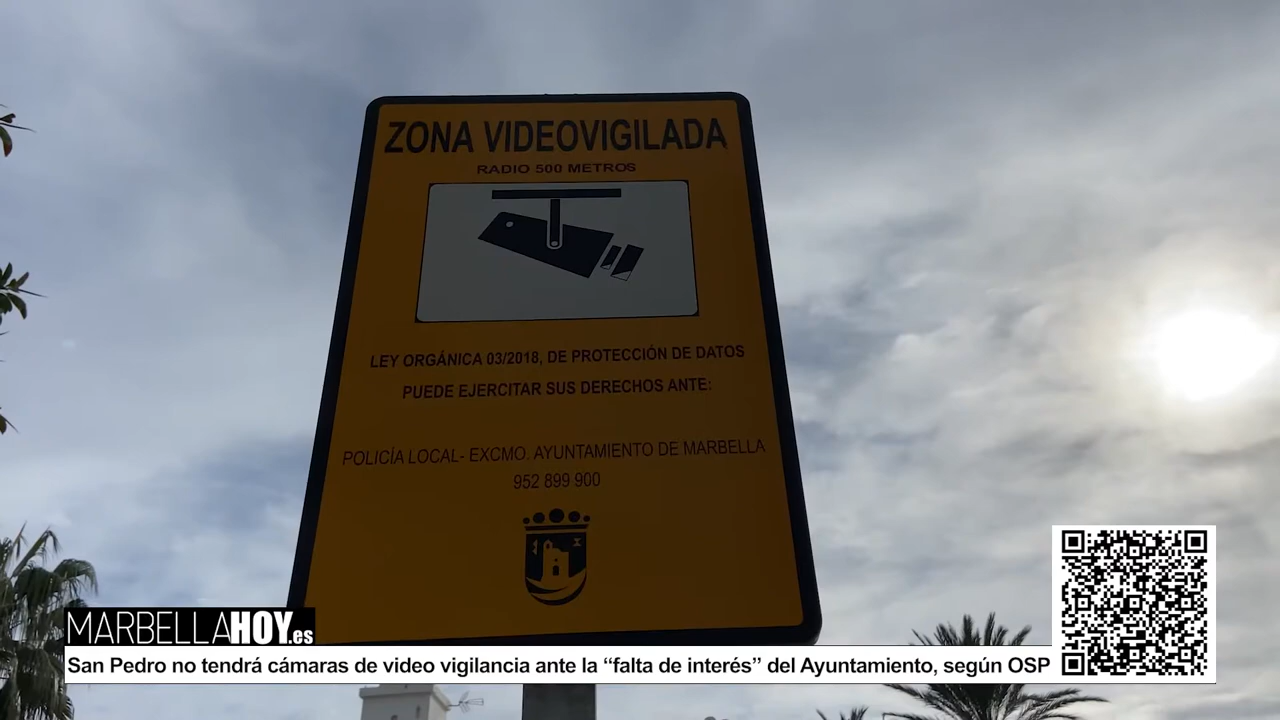 ZONA VIDEOVIGILADA
RADIO 500 METROS
LEY ORGÁNICA 03/2018, DE PROTECCIÓN DE DATOS
PUEDE EJERCITAR SUS DERECHOS ANTE:
POLICÍA LOCAL- EXCMO. AYUNTAMIENTO DE MARBELLA
952 899 900
MARBELLAHOY.es
San Pedro no tendrá cámaras de video vigilancia ante la “falta de interés” del Ayuntamiento, según OSP